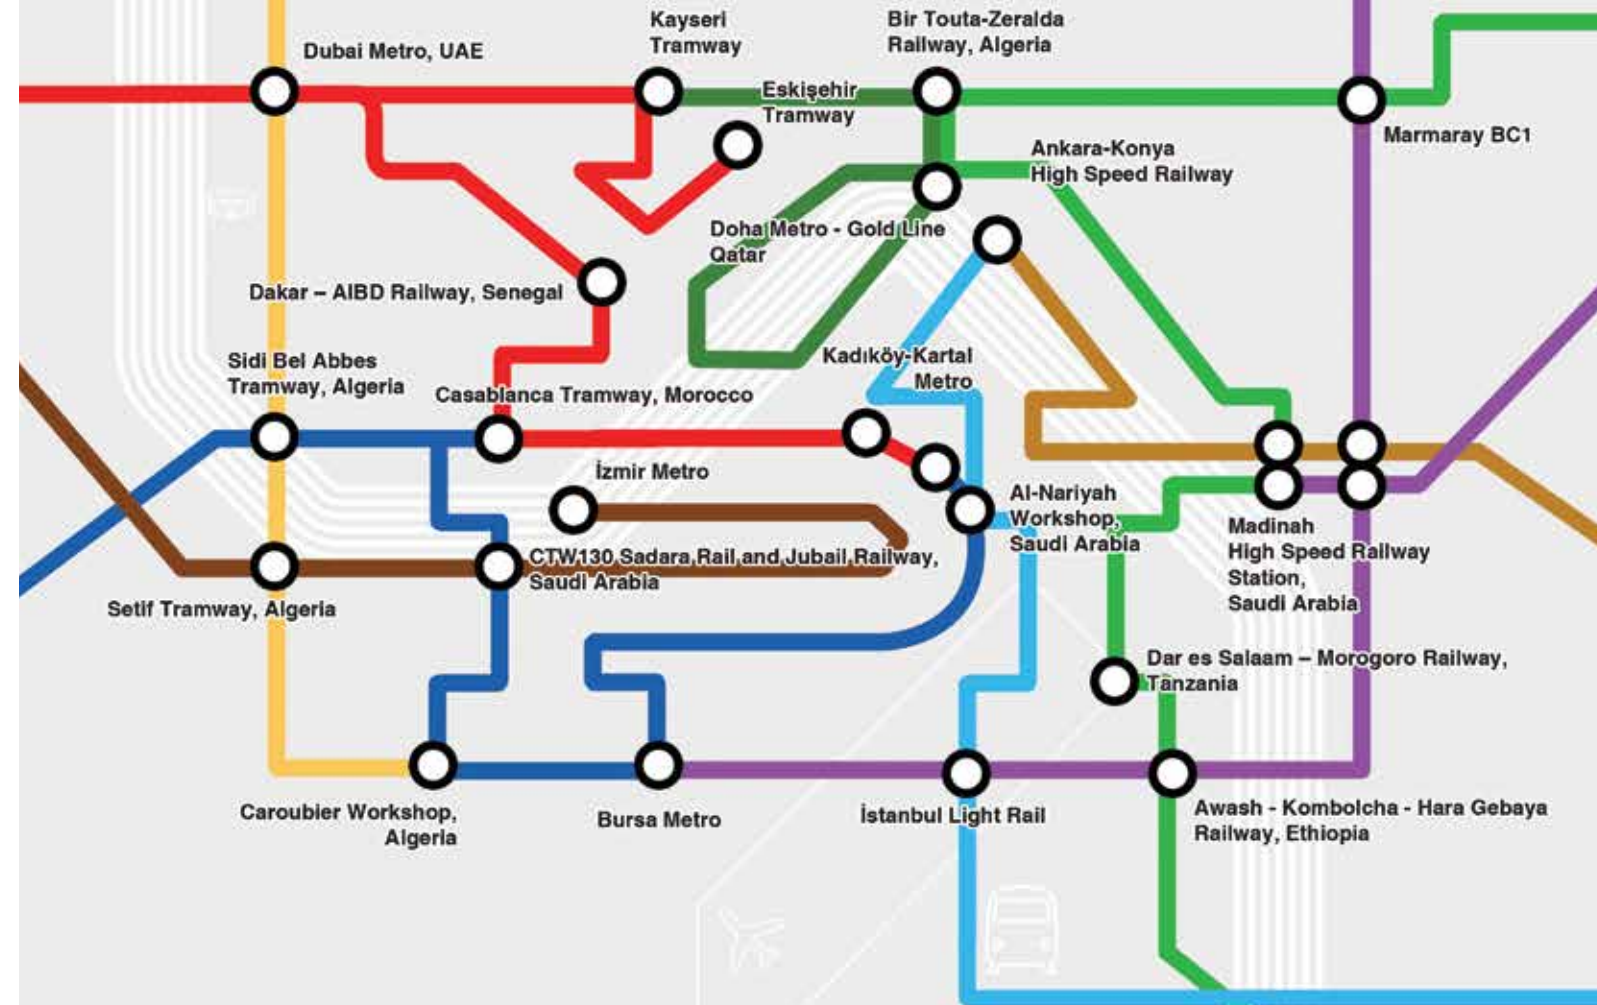 Kayseri
Tramway
Bir Touta-Zeralda
Railway, Algeria
Dubai Metro, UAE
Eskişehir
Tramway
Marmaray BC1
Ankara-Konya
High Speed Railway
Doha Metro - Gold Line
Qatar
Dakar – AIBD Railway, Senegal
Sidi Bel Abbes
Tramway, Algeria
Casablanca Tramway, Morocco
Kadıköy-Kartal
Metro
İzmir Metro
Al-Nariyah
Workshop,
Saudi Arabia
Madinah
High Speed Railway
Station,
Saudi Arabia
CTW130 Sadara Rail and Jubail Railway,
Saudi Arabia
Setif Tramway, Algeria
Dar es Salaam – Morogoro Railway,
Tanzania
Caroubier Workshop,
Algeria
Bursa Metro
İstanbul Light Rail
Awash - Kombolcha - Hara Gebaya
Railway, Ethiopia